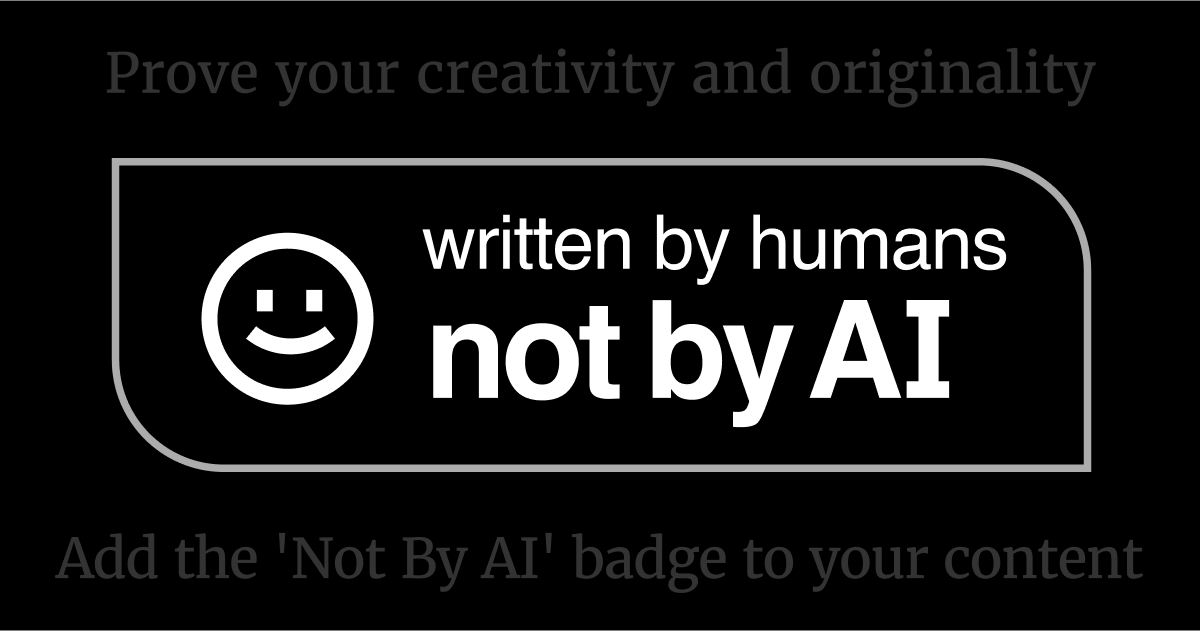 Prove your creativity and originality
written by humans
not by AI
Add the 'Not By AI' badge to your content